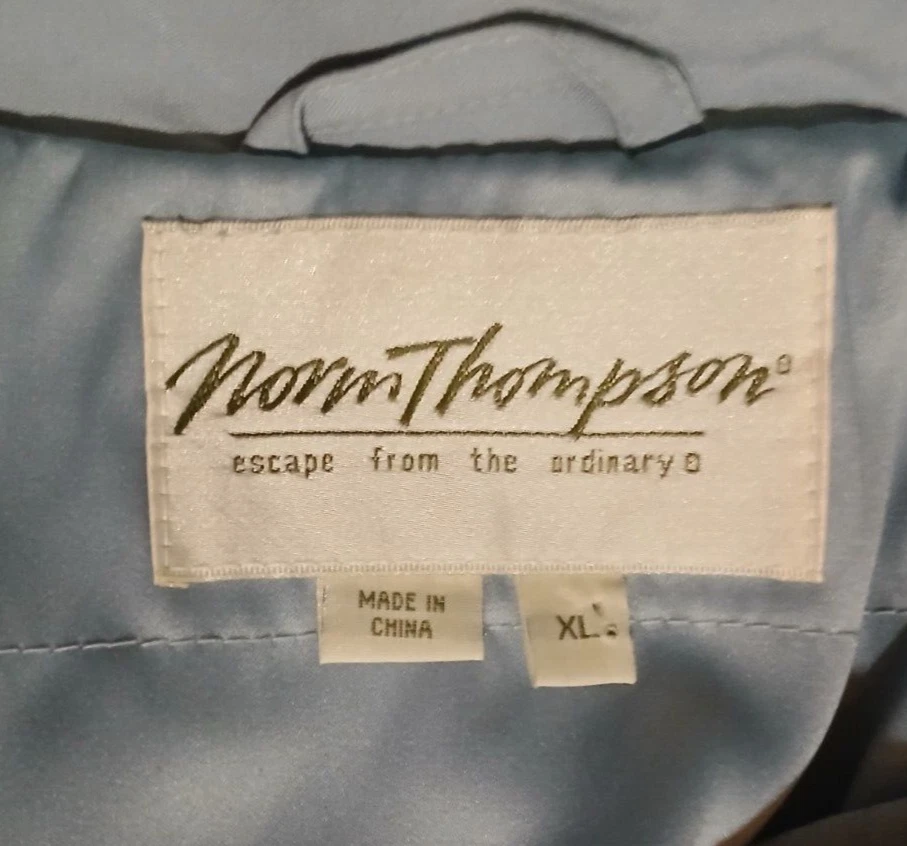 Norm Thompson®
escape from the ordinary®
MADE IN
CHINA
XL